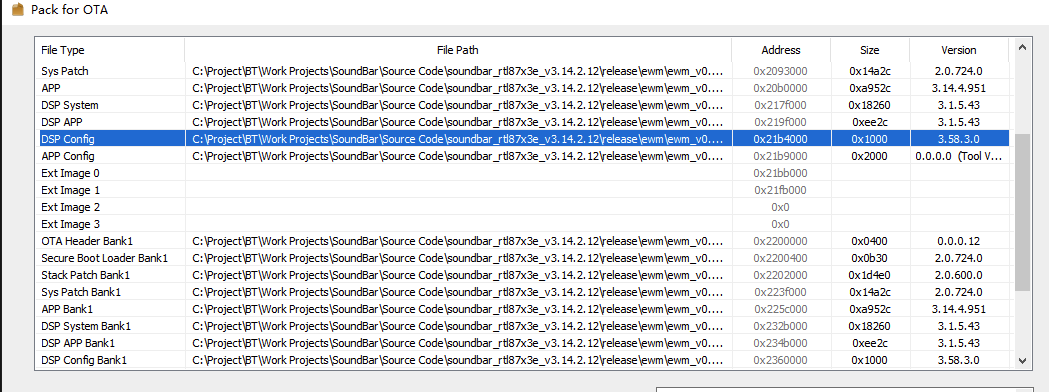 Pack for OTA
File Type File Path Address Size Version
Sys Patch C:\Project\BT\Work Projects\SoundBar\Source Code\soundbar_rtl87x3e_v3.14.2.12\release\ewm\ewm_v0.... 0x2093000 0x14a2c 2.0.724.0
APP C:\Project\BT\Work Projects\SoundBar\Source Code\soundbar_rtl87x3e_v3.14.2.12\release\ewm\ewm_v0.... 0x20b0000 0xa952c 3.14.4.951
DSP System C:\Project\BT\Work Projects\SoundBar\Source Code\soundbar_rtl87x3e_v3.14.2.12\release\ewm\ewm_v0.... 0x217f000 0x18260 3.1.5.43
DSP APP C:\Project\BT\Work Projects\SoundBar\Source Code\soundbar_rtl87x3e_v3.14.2.12\release\ewm\ewm_v0.... 0x219f000 0xee2c 3.1.5.43
DSP Config C:\Project\BT\Work Projects\SoundBar\Source Code\soundbar_rtl87x3e_v3.14.2.12\release\ewm\ewm_v0.... 0x21b4000 0x1000 3.58.3.0
APP Config C:\Project\BT\Work Projects\SoundBar\Source Code\soundbar_rtl87x3e_v3.14.2.12\release\ewm\ewm_v0.... 0x21b9000 0x2000 0.0.0.0 (Tool V...
Ext Image 0 0x21bb000
Ext Image 1 0x21fb000
Ext Image 2 0x0
Ext Image 3 0x0
OTA Header Bank1 C:\Project\BT\Work Projects\SoundBar\Source Code\soundbar_rtl87x3e_v3.14.2.12\release\ewm\ewm_v0.... 0x2200000 0x0400 0.0.0.12
Secure Boot Loader Bank1 C:\Project\BT\Work Projects\SoundBar\Source Code\soundbar_rtl87x3e_v3.14.2.12\release\ewm\ewm_v0.... 0x2200400 0x0b30 2.0.724.0
Stack Patch Bank1 C:\Project\BT\Work Projects\SoundBar\Source Code\soundbar_rtl87x3e_v3.14.2.12\release\ewm\ewm_v0.... 0x2202000 0x1d4e0 2.0.600.0
Sys Patch Bank1 C:\Project\BT\Work Projects\SoundBar\Source Code\soundbar_rtl87x3e_v3.14.2.12\release\ewm\ewm_v0.... 0x223f000 0x14a2c 2.0.724.0
APP Bank1 C:\Project\BT\Work Projects\SoundBar\Source Code\soundbar_rtl87x3e_v3.14.2.12\release\ewm\ewm_v0.... 0x225c000 0xa952c 3.14.4.951
DSP System Bank1 C:\Project\BT\Work Projects\SoundBar\Source Code\soundbar_rtl87x3e_v3.14.2.12\release\ewm\ewm_v0.... 0x232b000 0x18260 3.1.5.43
DSP APP Bank1 C:\Project\BT\Work Projects\SoundBar\Source Code\soundbar_rtl87x3e_v3.14.2.12\release\ewm\ewm_v0.... 0x234b000 0xee2c 3.1.5.43
DSP Config Bank1 C:\Project\BT\Work Projects\SoundBar\Source Code\soundbar_rtl87x3e_v3.14.2.12\release\ewm\ewm_v0.... 0x2360000 0x1000 3.58.3.0